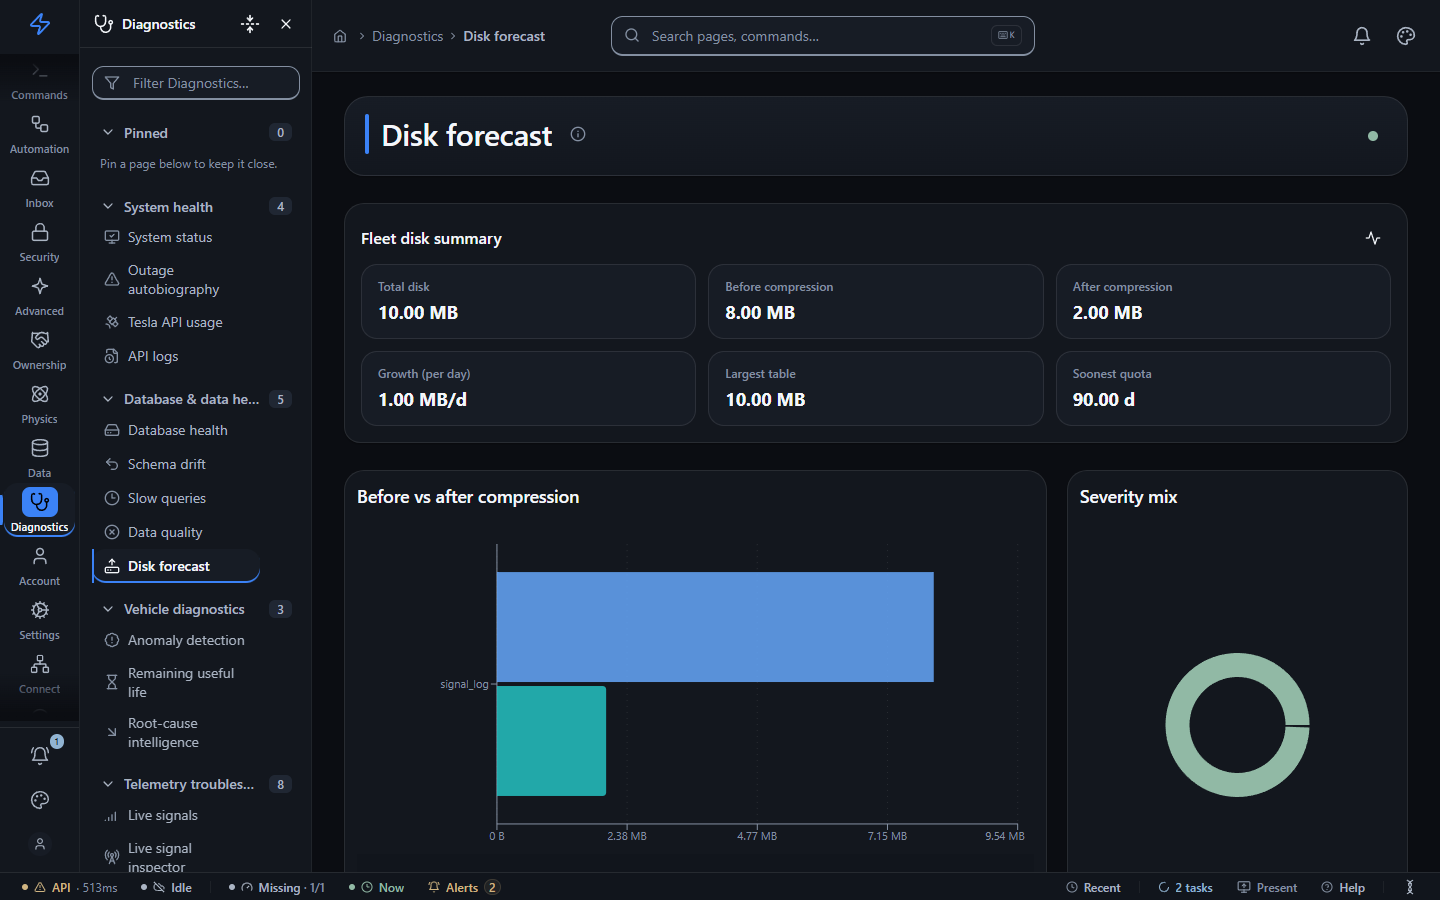 Commands
Automation
Inbox
Security
Advanced
Ownership
Physics
Data
Diagnostics
Account
Settings
Connect
1
Diagnostics
Filter Diagnostics...
Pinned 0
Pin a page below to keep it close.
System health 4
System status
Outage
autobiography
Tesla API usage
API logs
Database & data he... 5
Database health
Schema drift
Slow queries
Data quality
Disk forecast
Vehicle diagnostics 3
Anomaly detection
Remaining useful
life
Root-cause
intelligence
Telemetry troubles... 8
Live signals
Live signal
inspector
Diagnostics
Disk forecast
Search pages, commands...
K
Disk forecast
Fleet disk summary
Total disk
10.00 MB
Before compression
8.00 MB
After compression
2.00 MB
Growth (per day)
1.00 MB/d
Largest table
10.00 MB
Soonest quota
90.00 d
Before vs after compression
signal_log
0 B
2.38 MB
4.77 MB
7.15 MB
9.54 MB
Severity mix
API · 513ms
Idle
Missing · 1/1
Now
Alerts 2
Recent
2 tasks
Present
Help